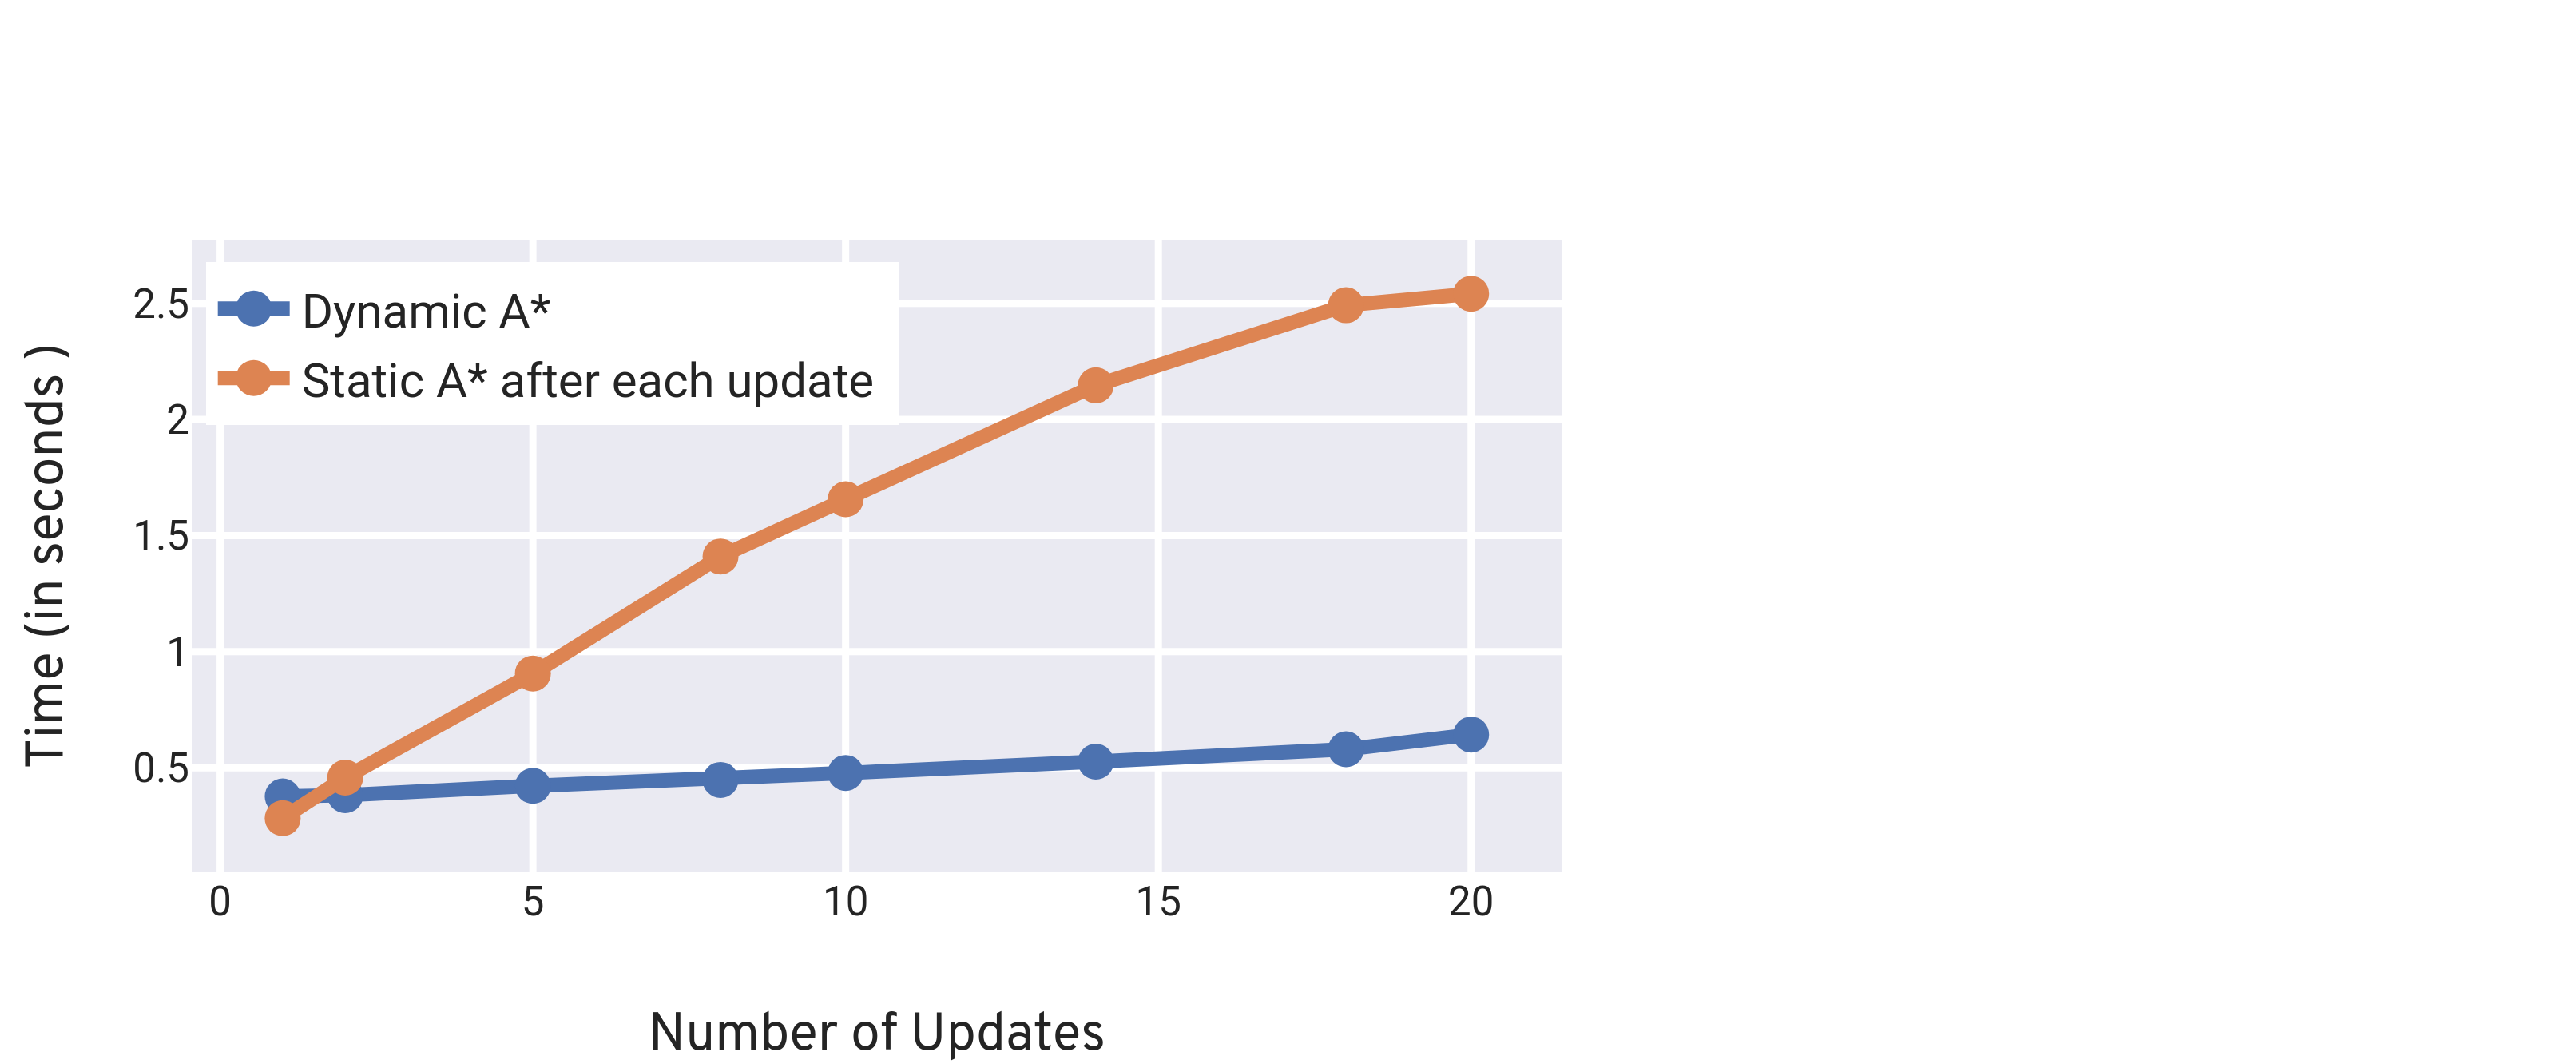 Dynamic A*
Static A* after each update
2.5
2
1.5
1
0.5
Time (in seconds )
0 5 10 15 20
Number of Updates